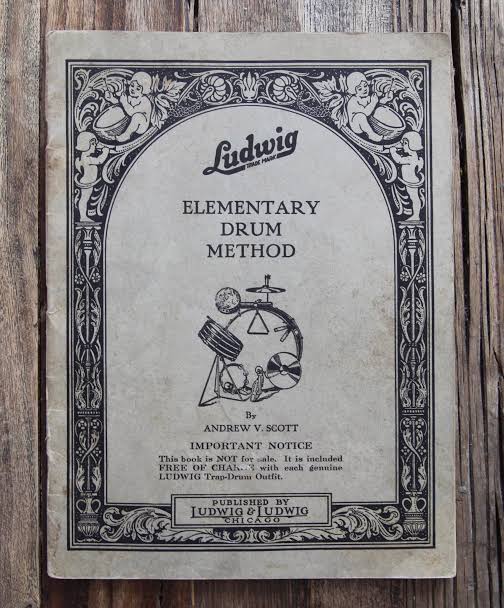 Ludwig
TRADE MARK
ELEMENTARY
DRUM
METHOD
By
ANDREW V. SCOTT
IMPORTANT NOTICE
This book is NOT for sale. It is included
FREE OF CHARGE with each genuine
LUDWIG Trap-Drum Outfit.
PUBLISHED BY
LUDWIG & LUDWIG
CHICAGO